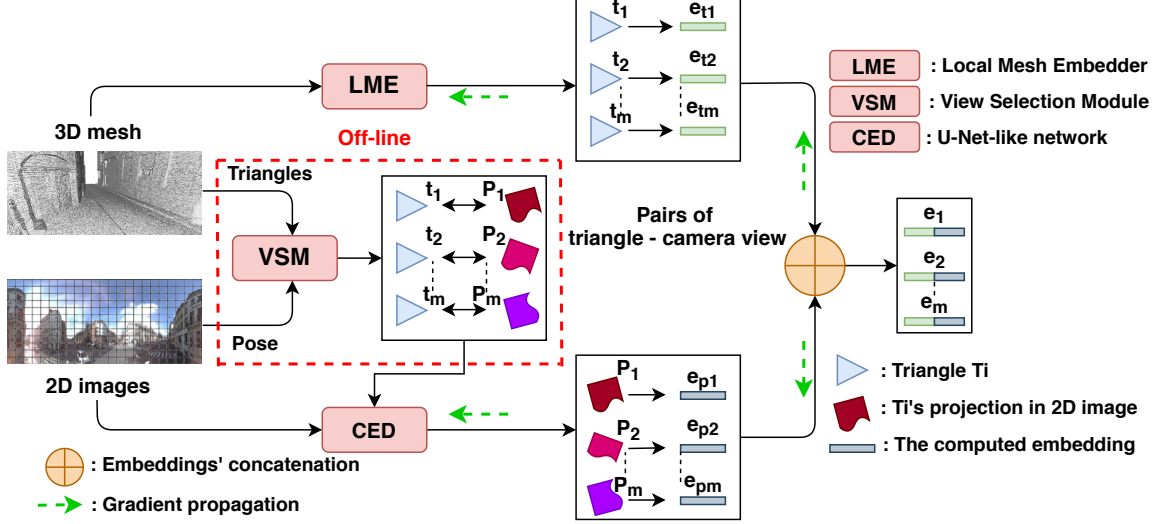 t1
et1
t2
et2
tm
etm
LME
LME
: Local Mesh Embedder
VSM
: View Selection Module
CED
: U-Net-like network
3D mesh
Off-line
Triangles
VSM
t1
P1
t2
P2
tm
Pm
Pairs of
triangle - camera view
e1
e2
em
Pose
2D images
CED
P1
ep1
P2
ep2
Pm
epm
: Triangle Ti
: Ti's projection in 2D image
: The computed embedding
: Embeddings' concatenation
: Gradient propagation